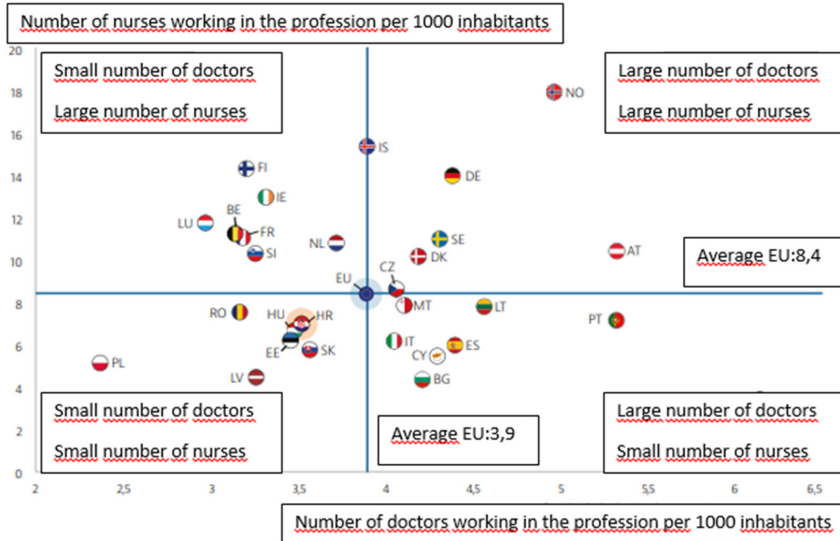 Number of nurses working in the profession per 1000 inhabitants
20
Small number of doctors
Large number of nurses
Large number of doctors
Large number of nurses
18
NO
16
IS
14
FI
DE
IE
12
LU
BE
FR
SE
NL
SI
DK
AT
Average EU:8,4
10
EU
CZ
8
RO
HU
HR
MT
LT
PT
6
EE
SK
IT
CY
ES
PL
LV
BG
4
Small number of doctors
Small number of nurses
Average EU:3,9
Large number of doctors
Small number of nurses
2
0
2 2,5 3 3,5 4 4,5 5 5,5 6 6,5
Number of doctors working in the profession per 1000 inhabitants